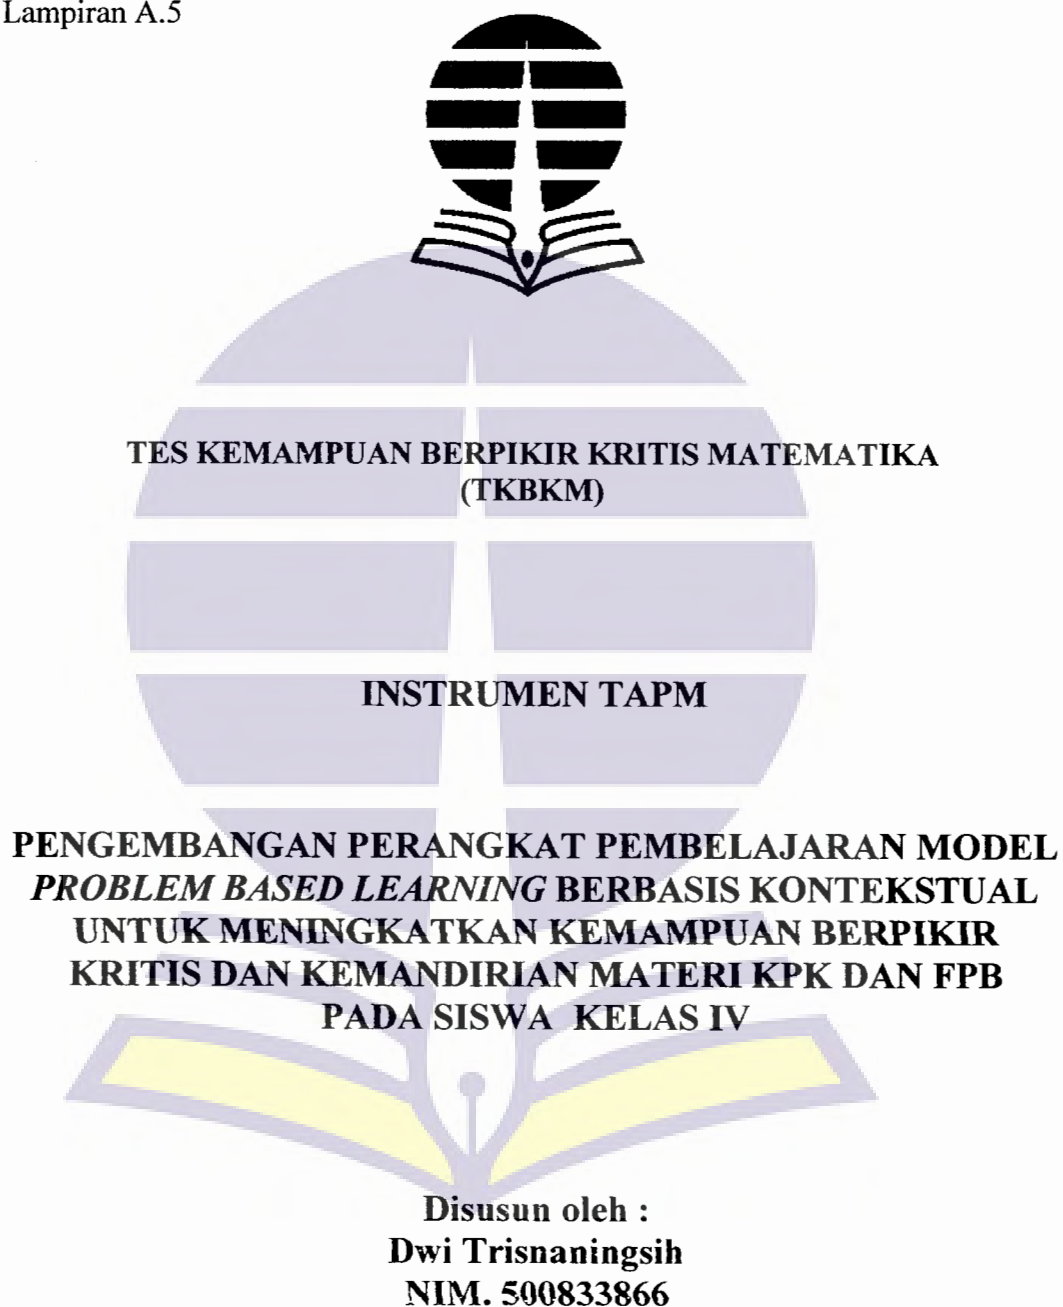 Lampiran A.5
TES KEMAMPUAN BERPIKIR KRITIS MATEMATIKA
(TKBKM)
INSTRUMEN TAPM
PENGEMBANGAN PERANGKAT PEMBELAJARAN MODEL
PROBLEM BASED LEARNING BERBASIS KONTEKSTUAL
UNTUK MENINGKATKAN KEMAMPUAN BERPIKIR
KRITIS DAN KEMANDIRIAN MATERI KPK DAN FPB
PADA SISWA KELAS IV
Disusun oleh :
Dwi Trisnaningsih
NIM. 500833866